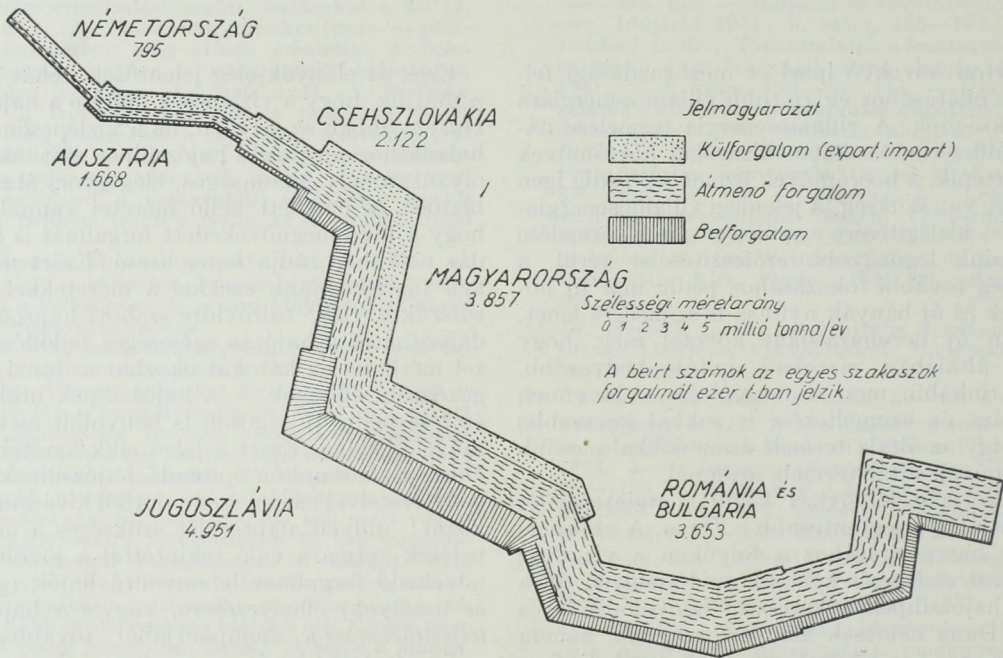 NÉMETORSZÁG
795
CSEHSZLOVÁKIA
2.122
AUSZTRIA
1.668
MAGYARORSZÁG
3.857
JUGOSZLÁVIA
4.951
ROMÁNIA ÉS
BULGÁRIA
3.653
Jelmagyarázat
Külforgalom (export import)
Átmenő forgalom
Belforgalom
Szélességi méretarány
0 1 2 3 4 5 millió tonna/év
A beírt számok az egyes szakaszok
forgalmát ezer t-ban jelzik